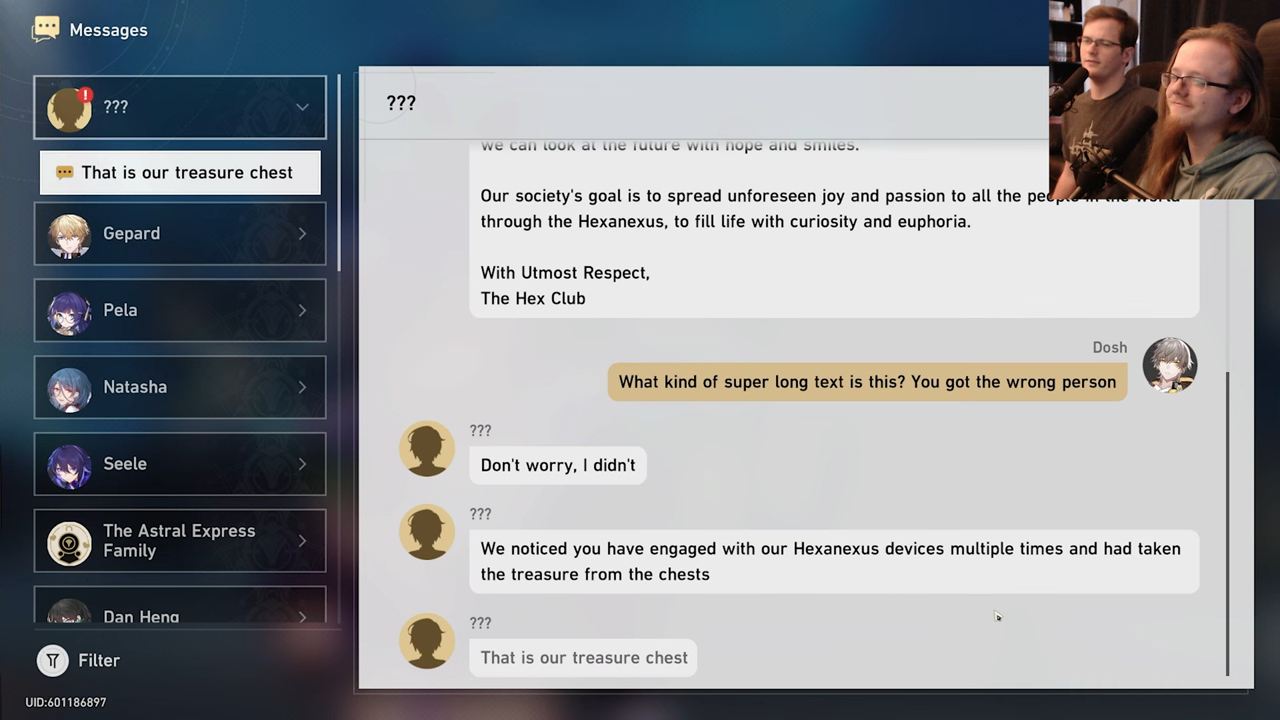 Messages
???
That is our treasure chest
Gepard
Pela
Natasha
Seele
The Astral Express
Family
Dan Heng
Filter
UID:601186897
???
we can look at the future with hope and smiles.
Our society's goal is to spread unforeseen joy and passion to all the people in the world
through the Hexanexus, to fill life with curiosity and euphoria.
With Utmost Respect,
The Hex Club
Dosh
What kind of super long text is this? You got the wrong person
???
Don't worry, I didn't
???
We noticed you have engaged with our Hexanexus devices multiple times and had taken
the treasure from the chests
???
That is our treasure chest